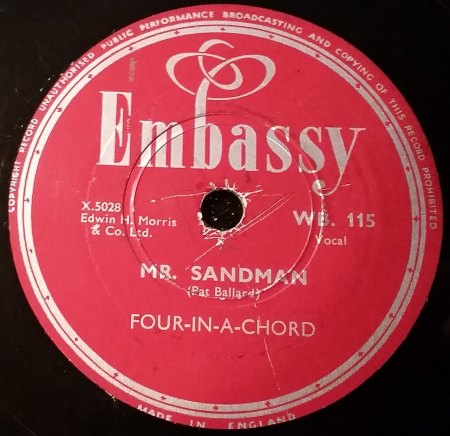 COPYRIGHT RECORD UNAUTHORISED PUBLIC PERFORMANCE BROADCASTING AND COPYING OF THIS RECORD PROHIBITED
Embassy
X.5028
Edwin H. Morris
& Co. Ltd.
WB. 115
Vocal
MR. SANDMAN
(Pat Ballard)
FOUR-IN-A-CHORD
MADE IN ENGLAND